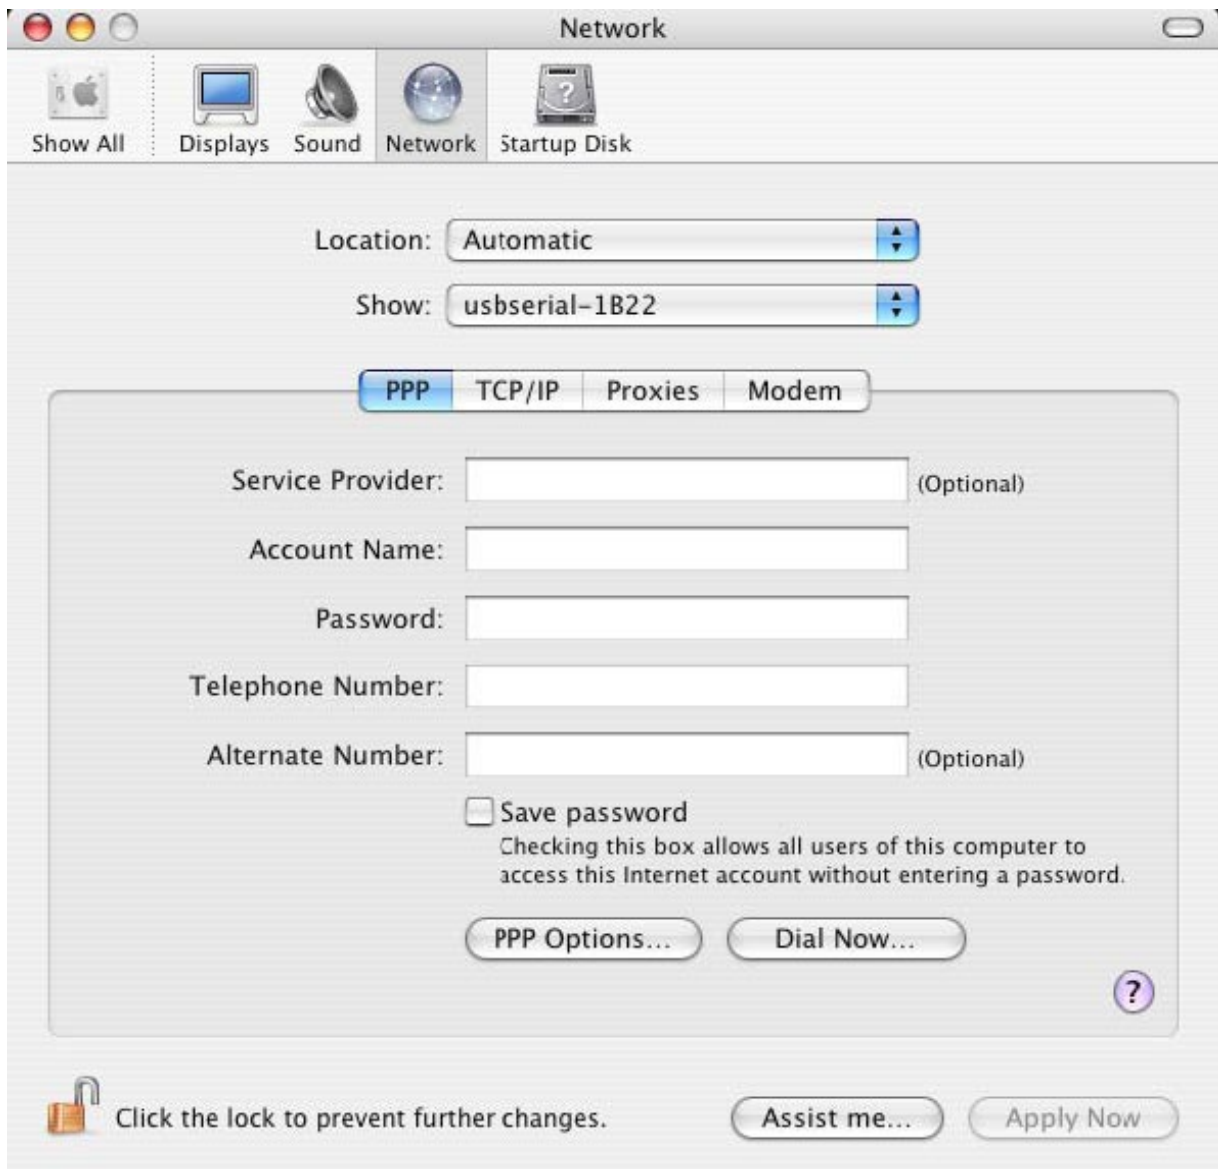 Network
Show All
Displays
Sound
Network
Startup Disk
Location: Automatic
Show: usbserial-1B22
PPP TCP/IP Proxies Modem
Service Provider: (Optional)
Account Name:
Password:
Telephone Number:
Alternate Number: (Optional)
Save password
Checking this box allows all users of this computer to
access this Internet account without entering a password.
PPP Options... Dial Now...
?
Click the lock to prevent further changes. Assist me... Apply Now